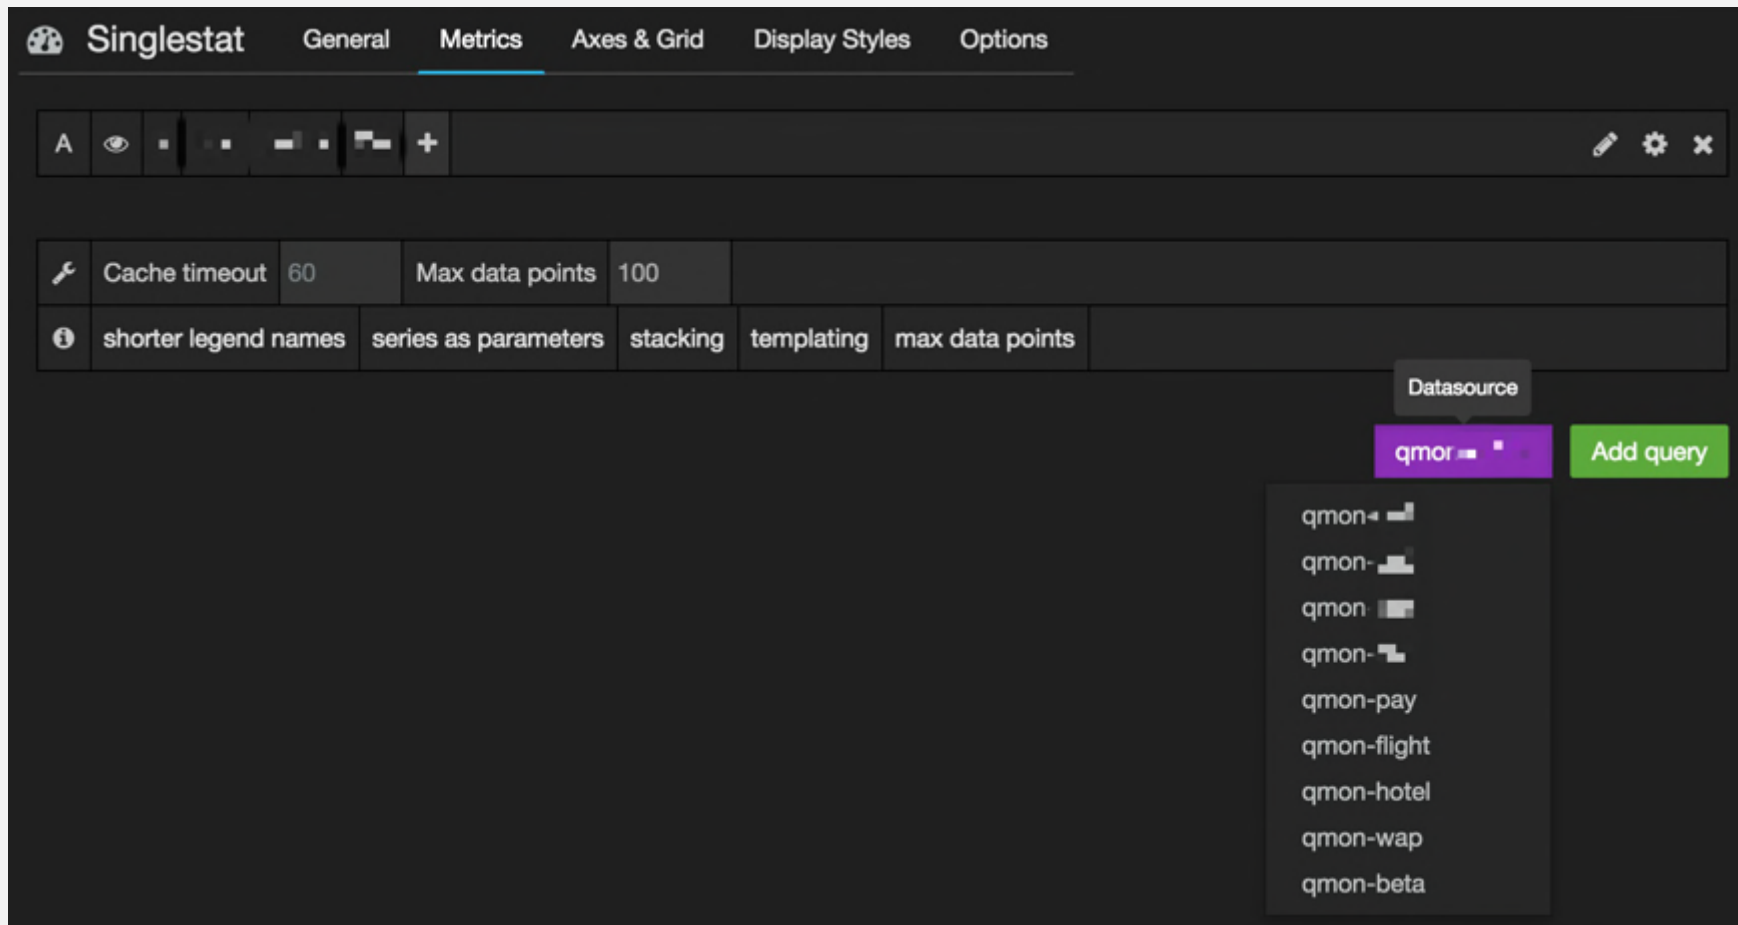 Singlestat General Metrics Axes & Grid Display Styles Options
A
Cache timeout 60 Max data points 100
shorter legend names series as parameters stacking templating max data points
Datasource
Add query
qmon-pay
qmon-flight
qmon-hotel
qmon-wap
qmon-beta